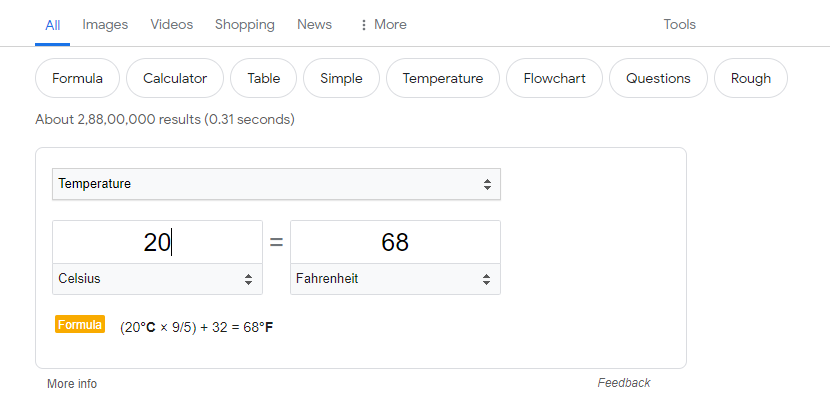 All Images Videos Shopping News More Tools
Formula Calculator Table Simple Temperature Flowchart Questions Rough
About 2,88,00,000 results (0.31 seconds)
Temperature
20 = 68
Celsius Fahrenheit
Formula (20°C × 9/5) + 32 = 68°F
More info Feedback